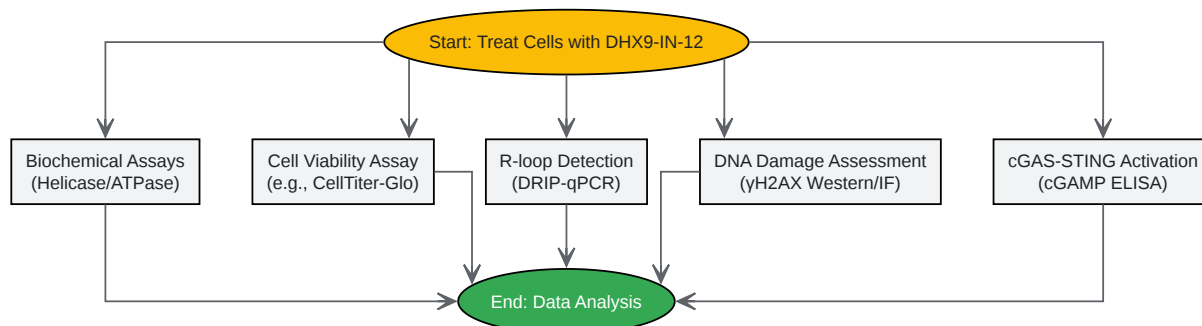 Start: Treat Cells with DHX9-IN-12
Biochemical Assays
(Helicase/ATPase)
Cell Viability Assay
(e.g., CellTiter-Glo)
R-loop Detection
(DRIP-qPCR)
DNA Damage Assessment
(γH2AX Western/IF)
cGAS-STING Activation
(cGAMP ELISA)
End: Data Analysis